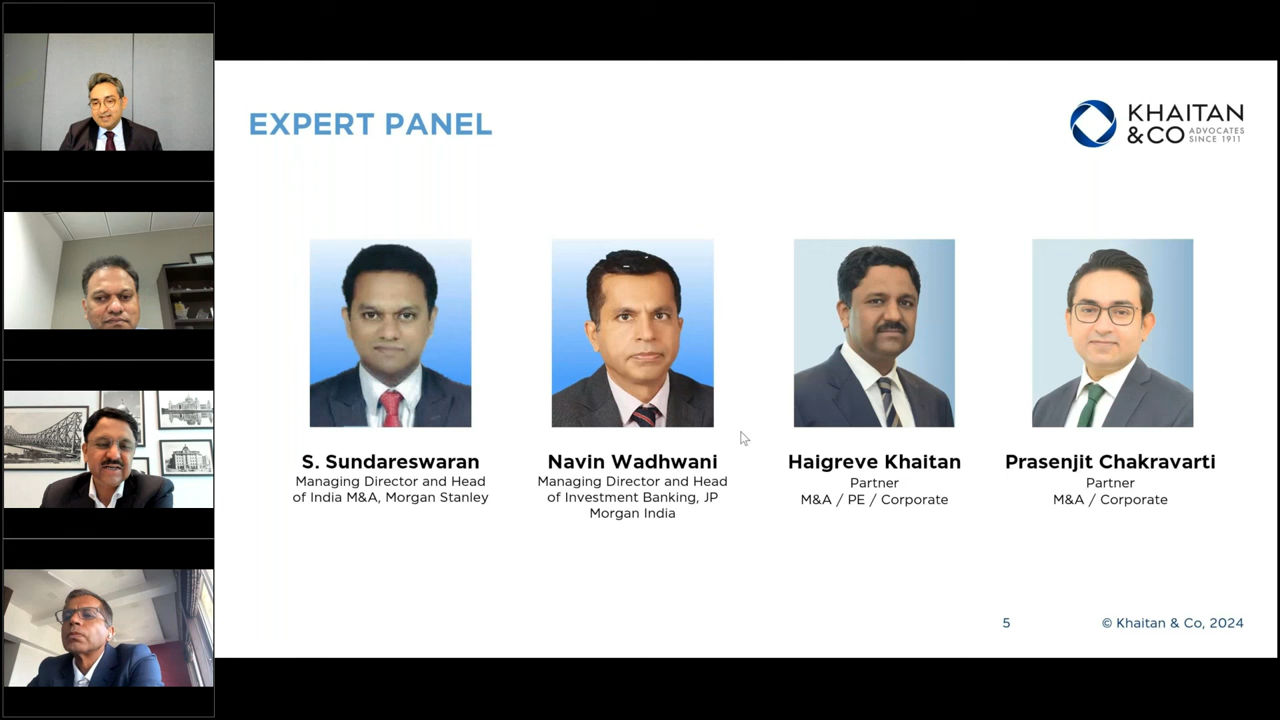 EXPERT PANEL
KHAITAN
&CO ADVOCATES
SINCE 1911
S. Sundareswaran
Managing Director and Head
of India M&A, Morgan Stanley
Navin Wadhwani
Managing Director and Head
of Investment Banking, JP
Morgan India
Haigreve Khaitan
Partner
M&A / PE / Corporate
Prasenjit Chakravarti
Partner
M&A / Corporate
5
© Khaitan & Co, 2024